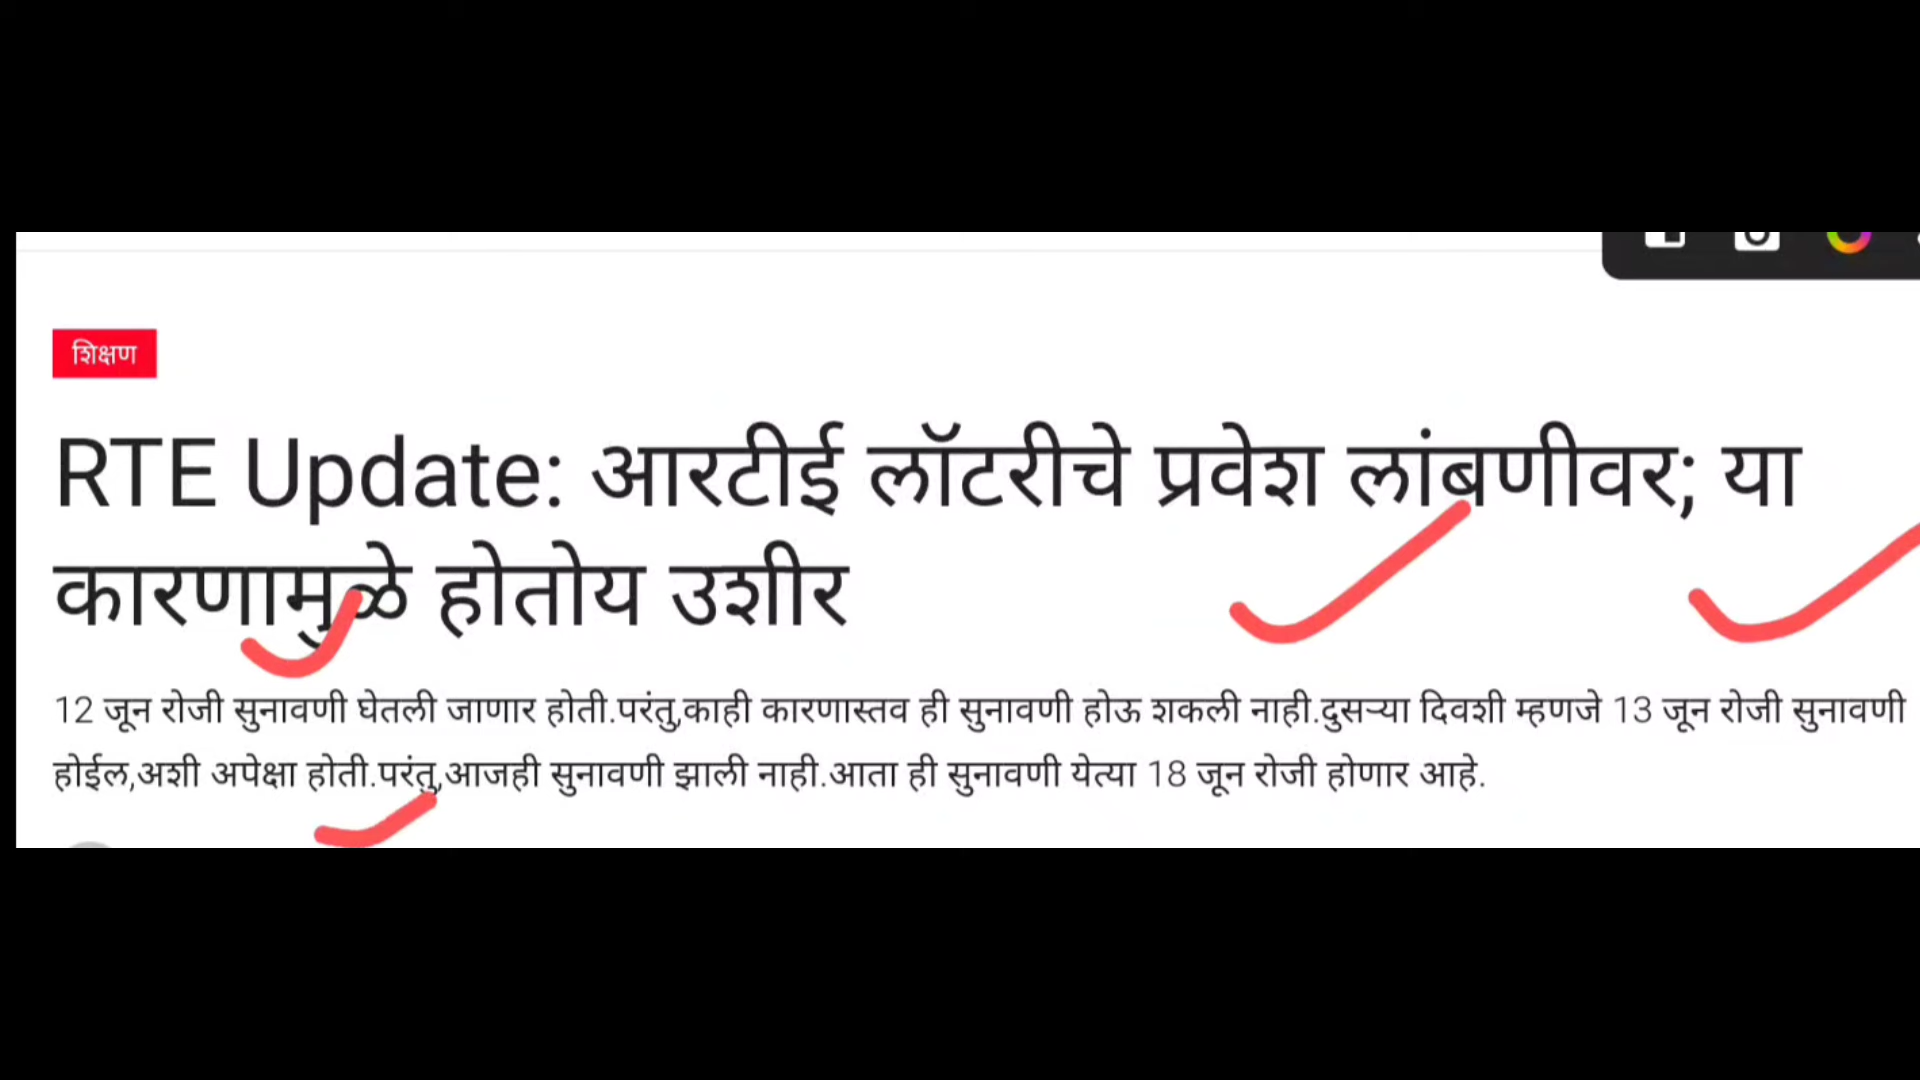 शिक्षण
RTE Update: आरटीई लॉटरीचे प्रवेश लांबणीवर; या
कारणामुळे होतोय उशीर
12 जून रोजी सुनावणी घेतली जाणार होती.परंतु,काही कारणास्तव ही सुनावणी होऊ शकली नाही.दुसऱ्या दिवशी म्हणजे 13 जून रोजी सुनावणी
होईल,अशी अपेक्षा होती.परंतु,आजही सुनावणी झाली नाही.आता ही सुनावणी येत्या 18 जून रोजी होणार आहे.